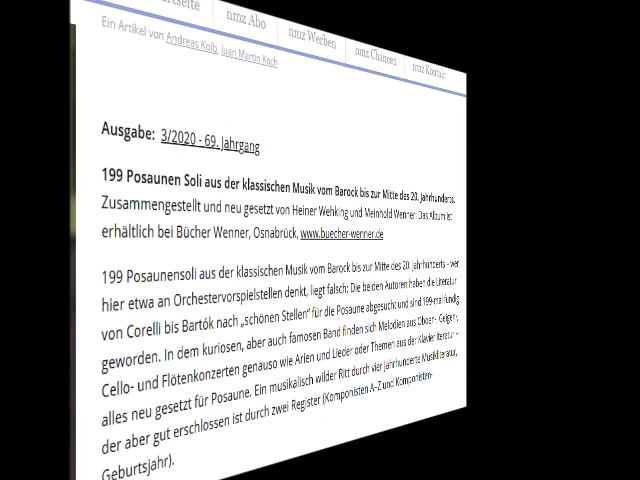 rtseite nmz Abo nmz Werben nmz Chancen nmz Kontakt
Ein Artikel von Andreas Kolb, Juan Martin Koch
Ausgabe: 3/2020 - 69. Jahrgang
199 Posaunen Soli aus der klassischen Musik vom Barock bis zur Mitte des 20. Jahrhunderts.
Zusammengestellt und neu gesetzt von Heiner Wehking und Meinhold Wenner. Das Album ist
erhältlich bei Bücher Wenner, Osnabrück, www.buecher-wenner.de
199 Posaunensoli aus der klassischen Musik vom Barock bis zur Mitte des 20. Jahrhunderts – wer
hier etwa an Orchestervorspielstellen denkt, liegt falsch: Die beiden Autoren haben die Literatur
von Corelli bis Bartók nach „schönen Stellen“ für die Posaune abgesucht und sind 199-mal fündig
geworden. In dem kuriosen, aber auch famosen Band finden sich Melodien aus Oboen-, Geigen-,
Cello- und Flötenkonzerten genauso wie Arien und Lieder oder Themen aus der Klavierliteratur –
alles neu gesetzt für Posaune. Ein musikalisch wilder Ritt durch vier Jahrhunderte Musikliteratur,
der aber gut erschlossen ist durch zwei Register (Komponisten A–Z und Komponisten-
Geburtsjahr).